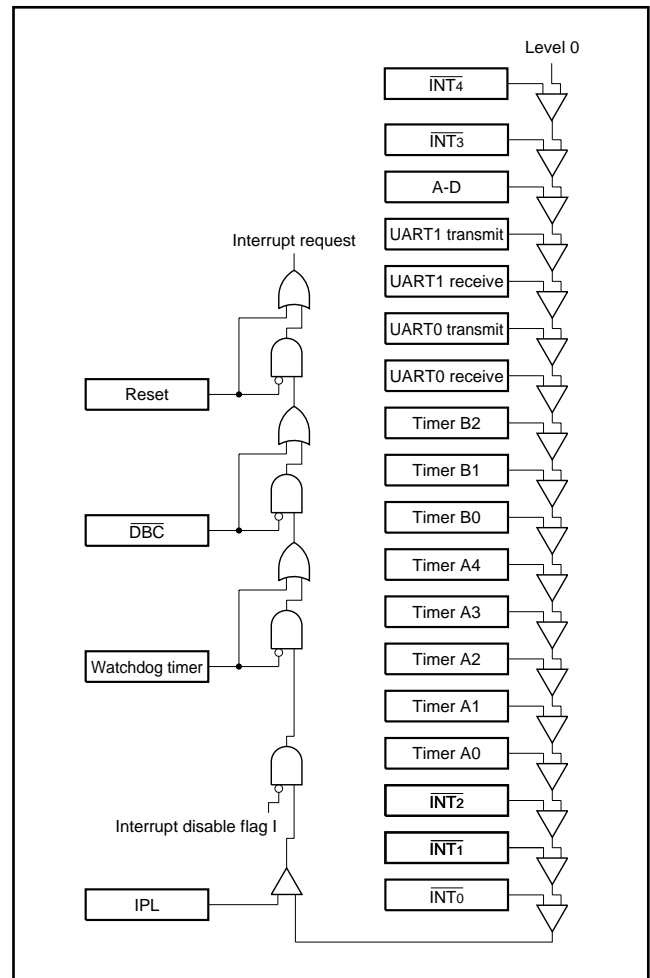 Level 0
INT4
INT3
A-D
UART1 transmit
Interrupt request
UART1 receive
UART0 transmit
Reset
UART0 receive
Timer B2
Timer B1
DBC
Timer B0
Timer A4
Timer A3
Watchdog timer
Timer A2
Timer A1
Timer A0
INT2
Interrupt disable flag I
INT1
IPL
INT0